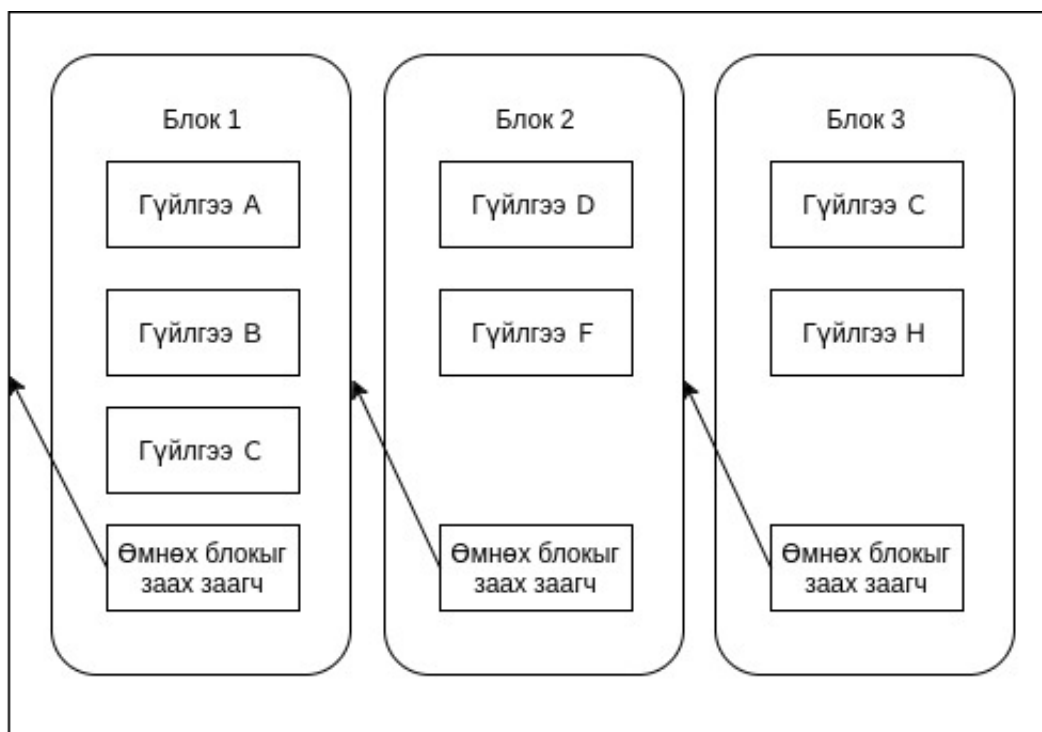 Блок 1
Гүйлгээ A
Гүйлгээ B
Гүйлгээ C
Өмнөх блокыг
заах заагч
Блок 2
Гүйлгээ D
Гүйлгээ F
Өмнөх блокыг
заах заагч
Блок 3
Гүйлгээ C
Гүйлгээ H
Өмнөх блокыг
заах заагч